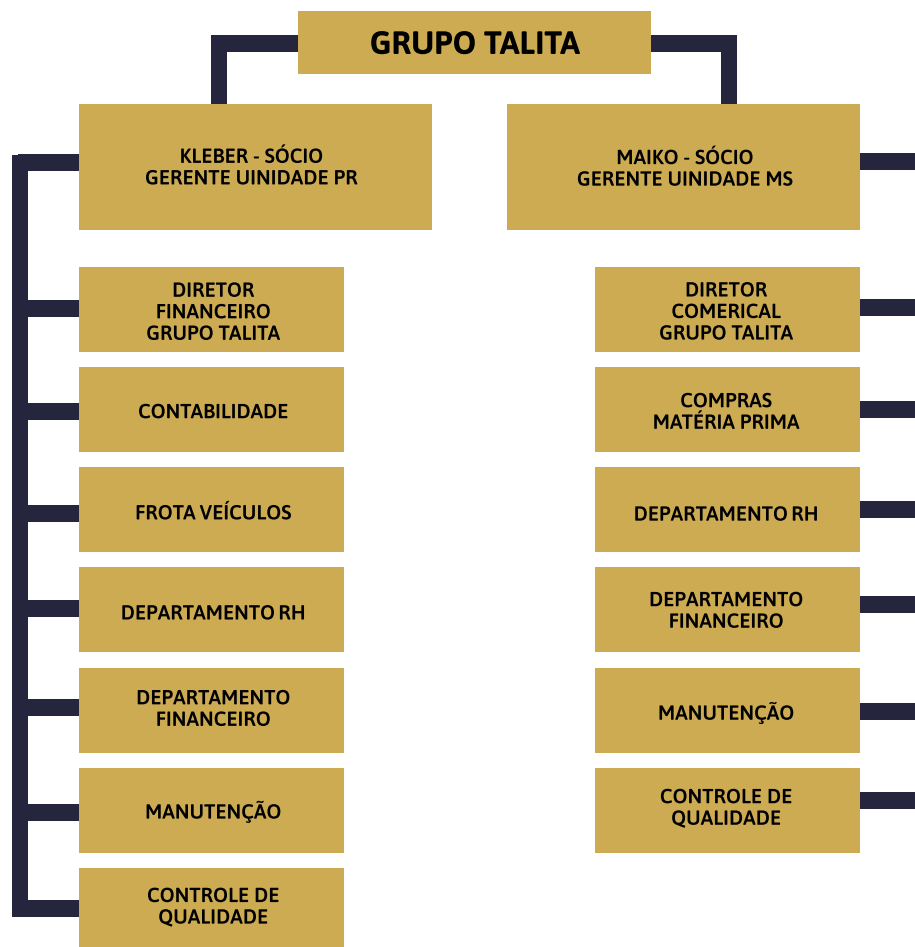 GRUPO TALITA
KLEBER - SÓCIO
GERENTE UINIDADE PR
DIRETOR
FINANCEIRO
GRUPO TALITA
CONTABILIDADE
FROTA VEÍCULOS
DEPARTAMENTO RH
DEPARTAMENTO
FINANCEIRO
MANUTENÇÃO
CONTROLE DE
QUALIDADE
MAIKO - SÓCIO
GERENTE UINIDADE MS
DIRETOR
COMERICAL
GRUPO TALITA
COMPRAS
MATÉRIA PRIMA
DEPARTAMENTO RH
DEPARTAMENTO
FINANCEIRO
MANUTENÇÃO
CONTROLE DE
QUALIDADE